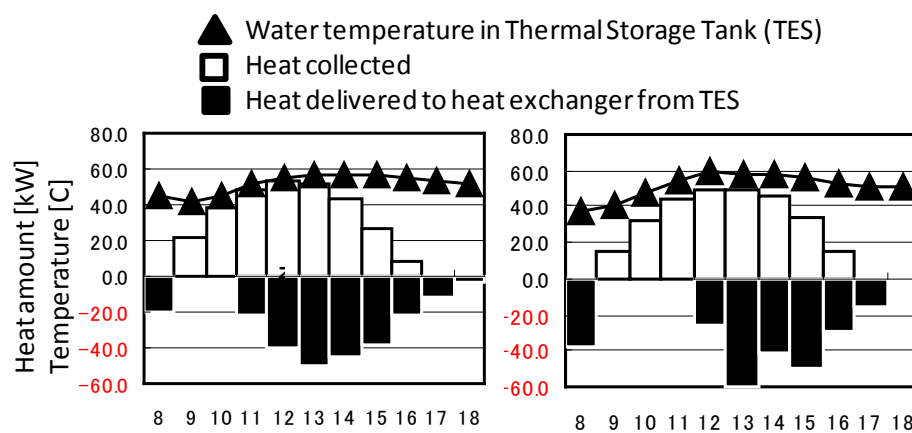 Water temperature in Thermal Storage Tank (TES)
Heat collected
Heat delivered to heat exchanger from TES
Heat amount [kW]
Temperature [C]
80.0
60.0
40.0
20.0
0.0
-20.0
-40.0
-60.0
8 9 10 11 12 13 14 15 16 17 18
80.0
60.0
40.0
20.0
0.0
-20.0
-40.0
-60.0
8 9 10 11 12 13 14 15 16 17 18